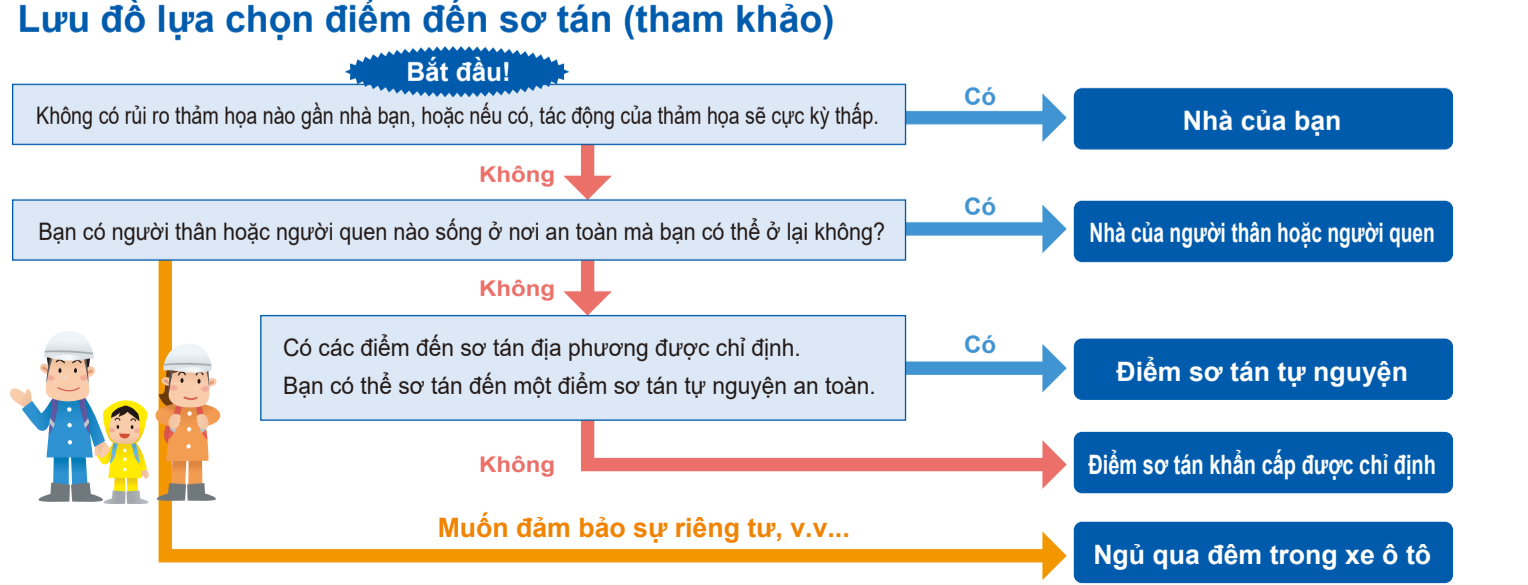 Lưu đồ lựa chọn điểm đến sơ tán (tham khảo)
Bắt đầu!
Không có rủi ro thảm họa nào gần nhà bạn, hoặc nếu có, tác động của thảm họa sẽ cực kỳ thấp.
Có
Nhà của bạn
Không
Bạn có người thân hoặc người quen nào sống ở nơi an toàn mà bạn có thể ở lại không?
Có
Nhà của người thân hoặc người quen
Không
Có các điểm đến sơ tán địa phương được chỉ định.
Bạn có thể sơ tán đến một điểm sơ tán tự nguyện an toàn.
Có
Điểm sơ tán tự nguyện
Không
Điểm sơ tán khẩn cấp được chỉ định
Muốn đảm bảo sự riêng tư, v.v...
Ngủ qua đêm trong xe ô tô